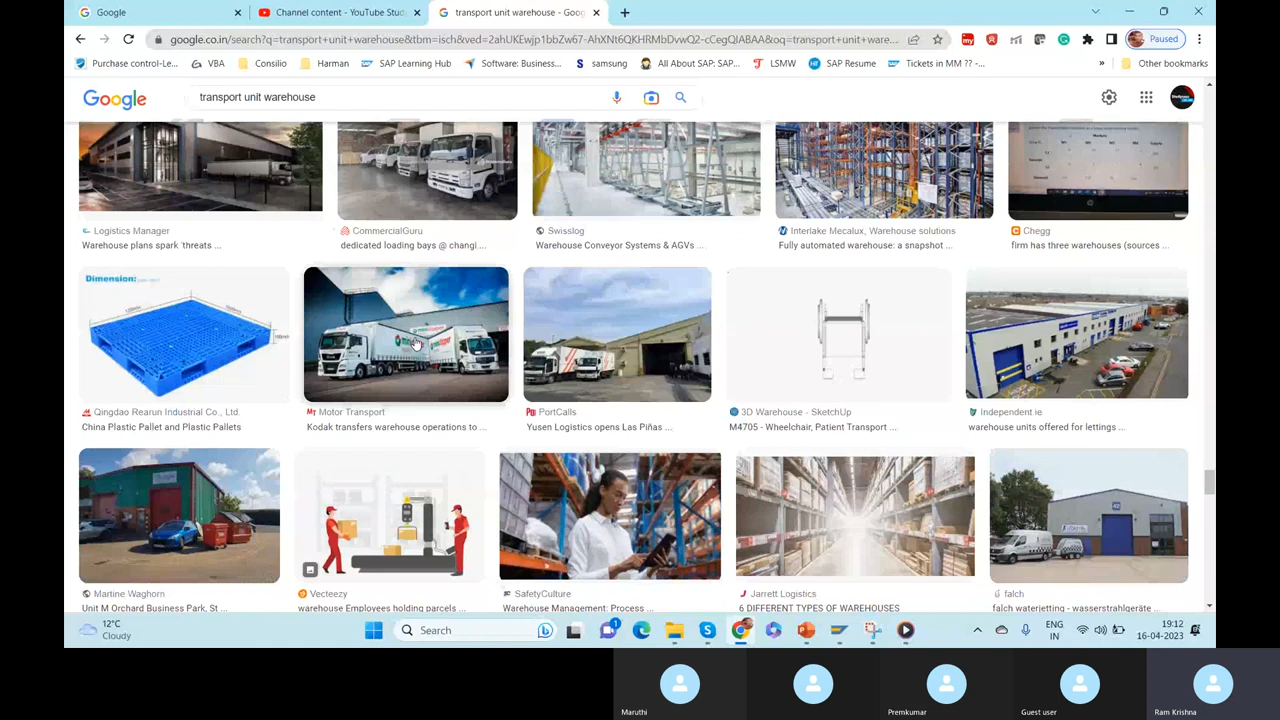 Google
Channel content - YouTube Stud
transport unit warehouse - Goog
google.co.in/search?q=transport+unit+warehouse&tbm=isch&ved=2ahUKEwjp1bbZw67-AhXNt6QKHRMbDvwQ2-cCegQIABAA&oq=transport+unit+ware...
Paused
Purchase control-Le...
VBA
Consilio
Harman
SAP Learning Hub
Software: Business...
samsung
All About SAP: SAP...
LSMW
SAP Resume
Tickets in MM ?? -...
»
Other bookmarks
Google
transport unit warehouse
Logistics Manager
Warehouse plans spark 'threats ...
CommercialGuru
dedicated loading bays @ changi....
Swisslog
Warehouse Conveyor Systems & AGVs ...
Interlake Mecalux, Warehouse solutions
Fully automated warehouse: a snapshot ...
Chegg
firm has three warehouses (sources ...
Dimension:
Qingdao Rearun Industrial Co., Ltd.
China Plastic Pallet and Plastic Pallets
Motor Transport
Kodak transfers warehouse operations to ...
PortCalls
Yusen Logistics opens Las Piñas ...
3D Warehouse - SketchUp
M4705 - Wheelchair, Patient Transport ...
Independent.ie
warehouse units offered for lettings ...
Martine Waghorn
Unit M Orchard Business Park, St ...
Vecteezy
warehouse Employees holding parcels ...
SafetyCulture
Warehouse Management: Process ...
Jarrett Logistics
6 DIFFERENT TYPES OF WAREHOUSES
42
falch
falch waterjetting - wasserstrahlgeräte ...
12°C
Cloudy
Search
1
ENG
IN
19:12
16-04-2023
Maruthi
Premkumar
Guest user
Ram Krishna